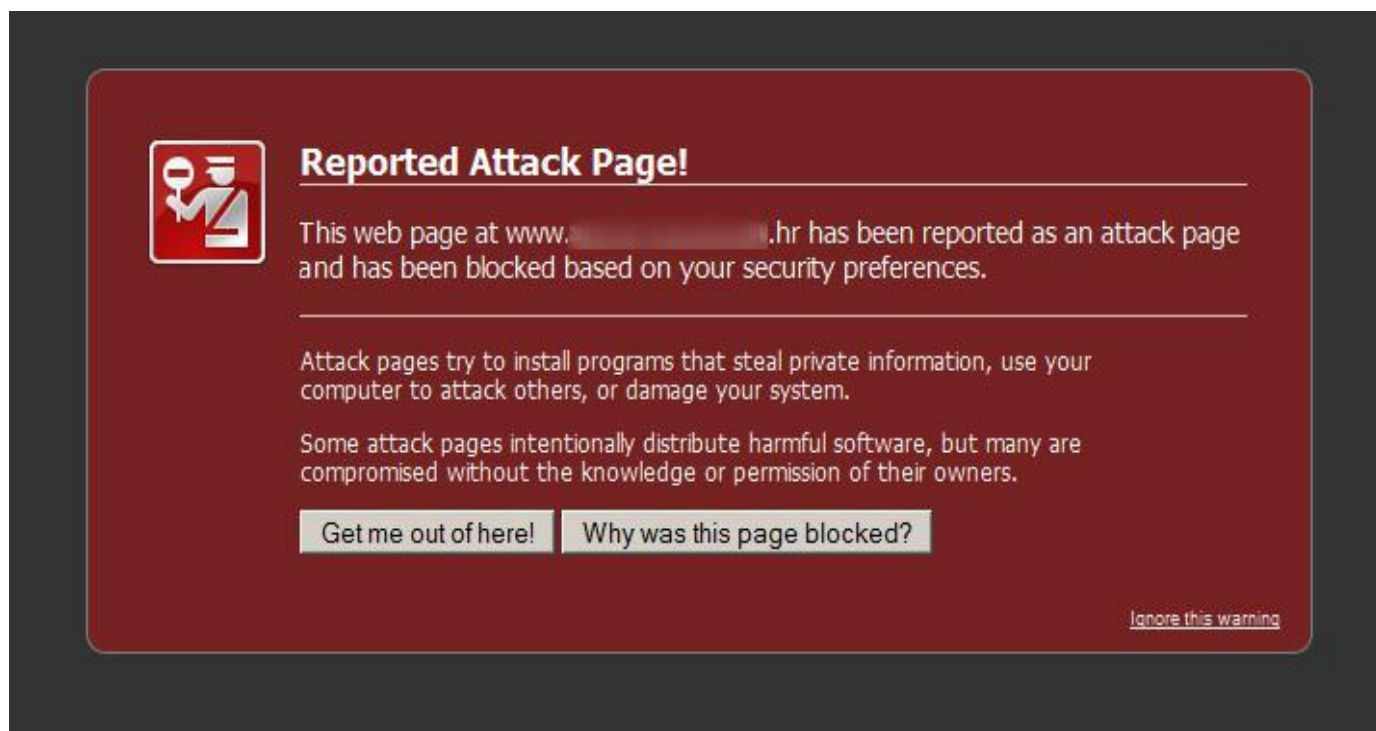 Reported Attack Page!
This web page at www. .hr has been reported as an attack page
and has been blocked based on your security preferences.
Attack pages try to install programs that steal private information, use your
computer to attack others, or damage your system.
Some attack pages intentionally distribute harmful software, but many are
compromised without the knowledge or permission of their owners.
Get me out of here! Why was this page blocked?
Ignore this warning